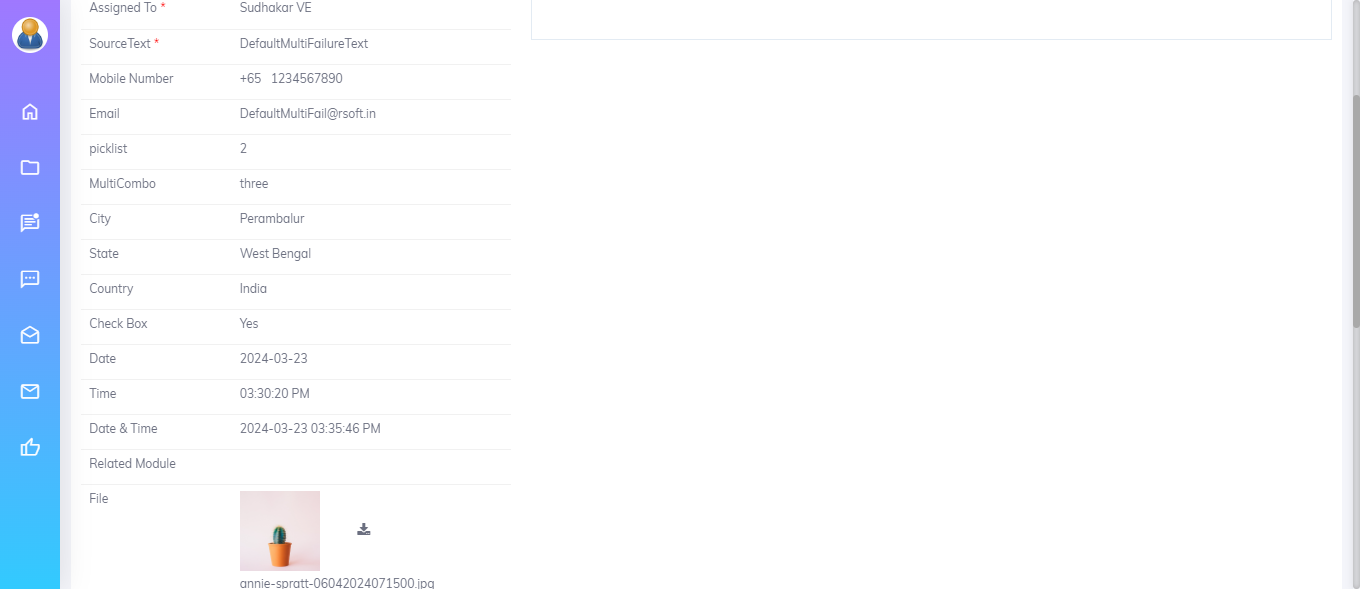 Assigned To * Sudhakar VE
SourceText * DefaultMultiFailureText
Mobile Number +65 1234567890
Email DefaultMultiFail@rsoft.in
picklist 2
MultiCombo three
City Perambalur
State West Bengal
Country India
Check Box Yes
Date 2024-03-23
Time 03:30:20 PM
Date & Time 2024-03-23 03:35:46 PM
Related Module
File
annie-spratt-06042024071500.jpg